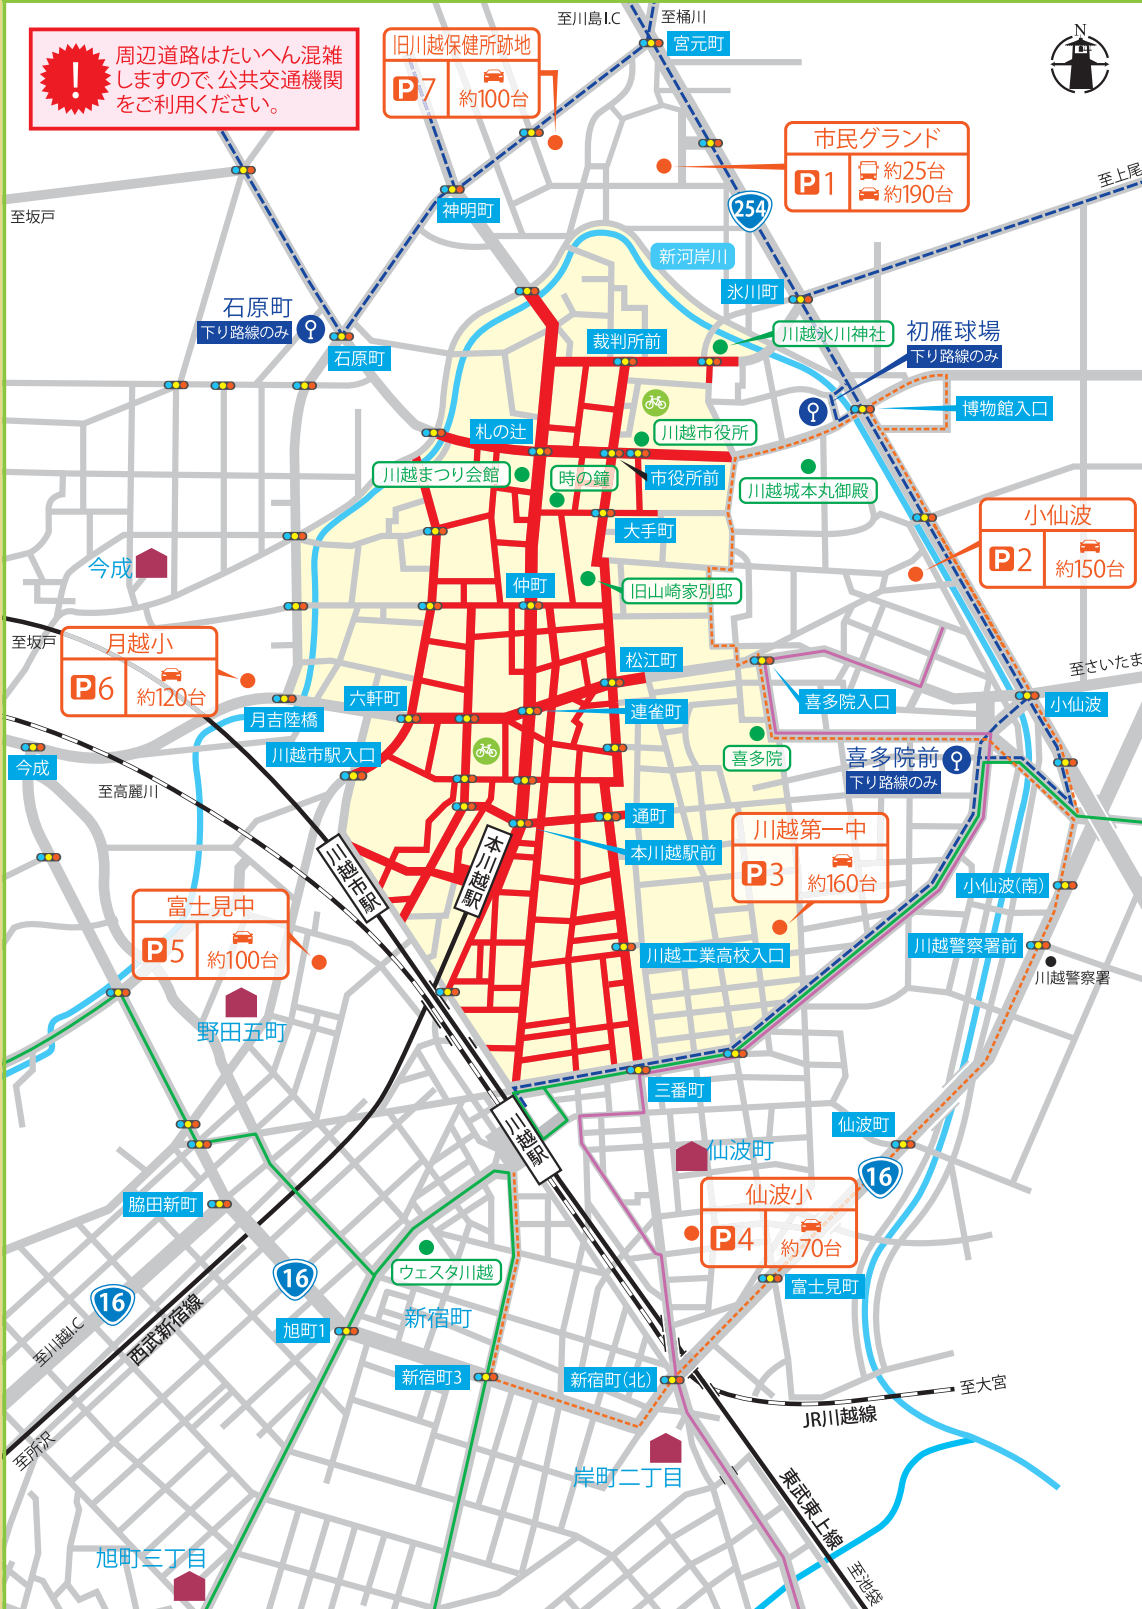 至川島I.C
至桶川
N
周辺道路はたいへん混雑
しますので、公共交通機関
をご利用ください。
!
旧川越保健所跡地
P7
約100台
宮元町
市民グランド
P1
約25台
約190台
至上尾
至坂戸
神明町
254
新河岸川
氷川町
石原町
下り路線のみ
石原町
裁判所前
川越氷川神社
初雁球場
下り路線のみ
博物館入口
札の辻
川越市役所
川越まつり会館
時の鐘
市役所前
川越城本丸御殿
大手町
小仙波
P2
約150台
今成
仲町
旧山崎家別邸
至坂戸
月越小
P6
約120台
松江町
至さいたま
六軒町
喜多院入口
連雀町
小仙波
月吉陸橋
川越市駅入口
喜多院
喜多院前
下り路線のみ
今成
至高麗川
通町
川越第一中
P3
約160台
本川越駅前
本川越駅
川越市駅
小仙波(南)
富士見中
P5
約100台
川越工業高校入口
川越警察署前
川越警察署
野田五町
三番町
仙波町
川越駅
仙波町
16
脇田新町
仙波小
P4
約70台
ウェスタ川越
16
16
富士見町
新宿町
旭町1
西武新宿線
至川越I.C
新宿町3
新宿町(北)
至大宮
JR川越線
至所沢
岸町二丁目
東武東上線
旭町三丁目
至池袋